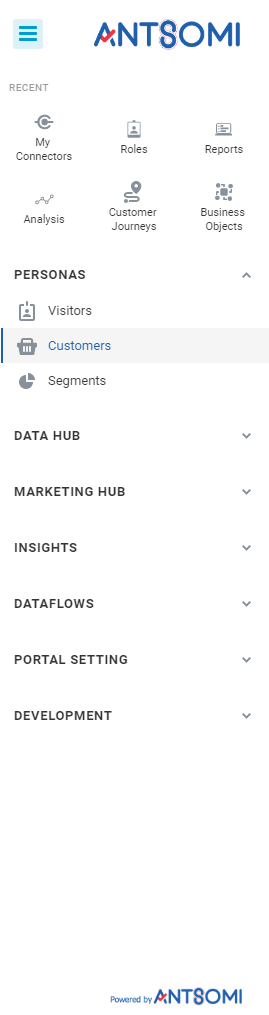 ANTSOMI
RECENT
My
Connectors
Roles
Reports
Analysis
Customer
Journeys
Business
Objects
PERSONAS
Visitors
Customers
Segments
DATA HUB
MARKETING HUB
INSIGHTS
DATAFLOWS
PORTAL SETTING
DEVELOPMENT
Powered by ANTSOMI